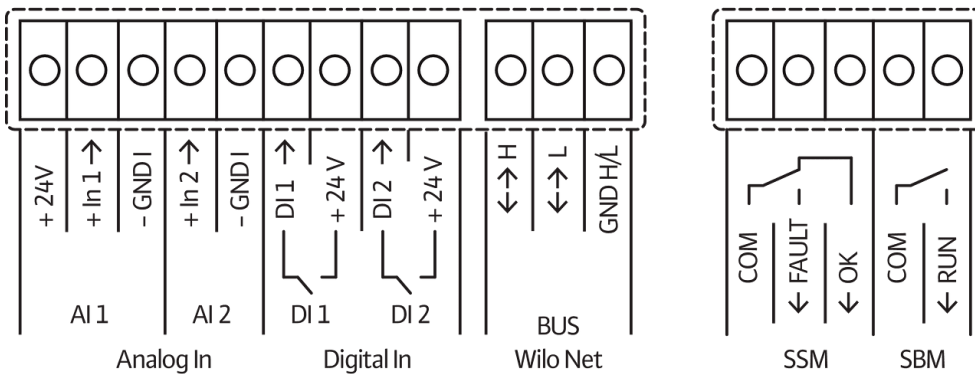 + 24V
+ In 1 →
- GND I
+ In 2 →
- GND I
DI 1 →
+ 24 V
DI 2 →
+ 24 V
H
L
GND H/L
COM
← FAULT
← OK
COM
← RUN
AI 1
AI 2
DI 1
DI 2
BUS
Analog In
Digital In
Wilo Net
SSM
SBM